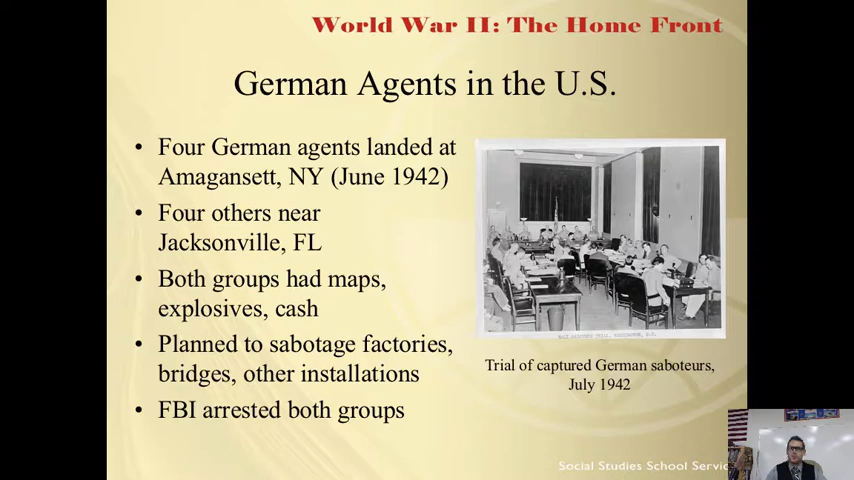 World War II: The Home Front
German Agents in the U.S.
• Four German agents landed at
Amagansett, NY (June 1942)
• Four others near
Jacksonville, FL
• Both groups had maps,
explosives, cash
• Planned to sabotage factories,
bridges, other installations
• FBI arrested both groups
Trial of captured German saboteurs,
July 1942
Social Studies School Servic